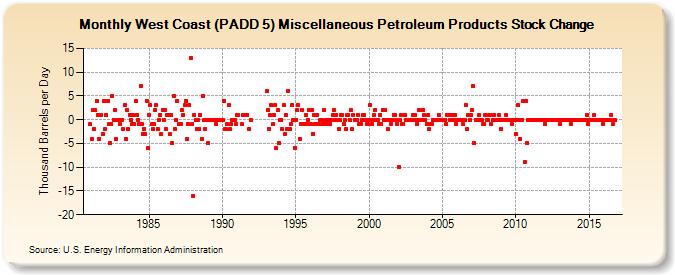 Monthly West Coast (PADD 5) Miscellaneous Petroleum Products Stock Change
Thousand Barrels per Day
15
10
5
0
-5
-10
-15
-20
1985 1990 1995 2000 2005 2010 2015
Source: U.S. Energy Information Administration